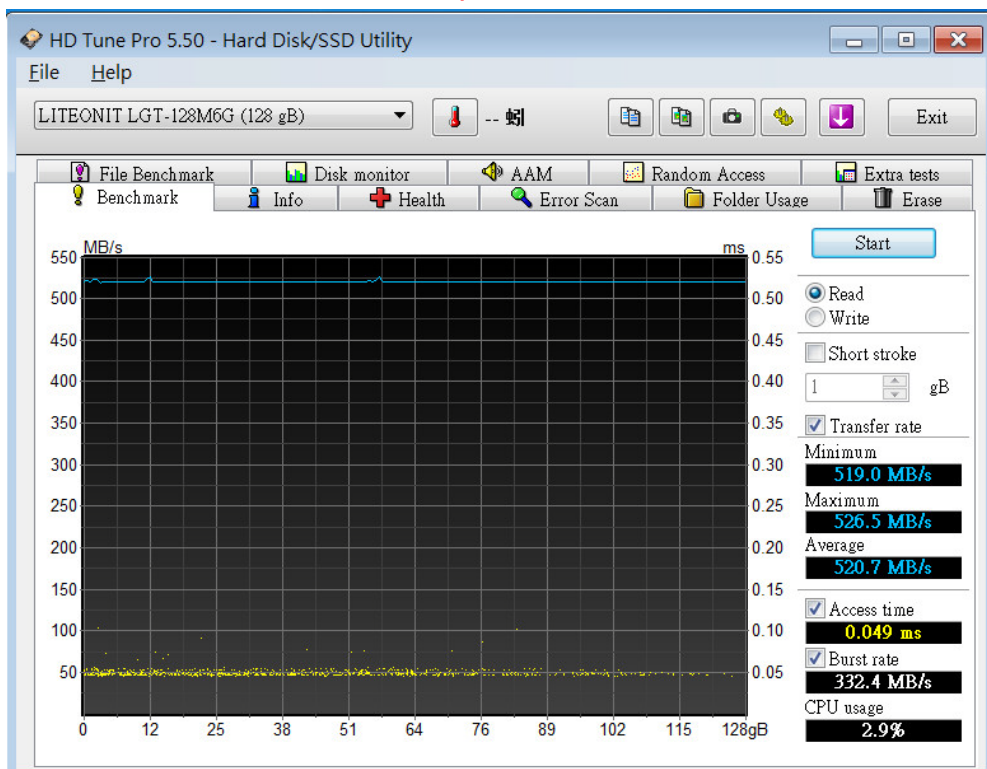 HD Tune Pro 5.50 - Hard Disk/SSD Utility
File Help
LITEONIT LGT-128M6G (128 gB) -- 蚓 Exit
File Benchmark Disk monitor AAM Random Access Extra tests
Benchmark Info Health Error Scan Folder Usage Erase
MB/s ms
550 0.55
500 0.50
450 0.45
400 0.40
350 0.35
300 0.30
250 0.25
200 0.20
150 0.15
100 0.10
50 0.05
0 12 25 38 51 64 76 89 102 115 128gB
Start
Read
Write
Short stroke
1 gB
Transfer rate
Minimum
519.0 MB/s
Maximum
526.5 MB/s
Average
520.7 MB/s
Access time
0.049 ms
Burst rate
332.4 MB/s
CPU usage
2.9%